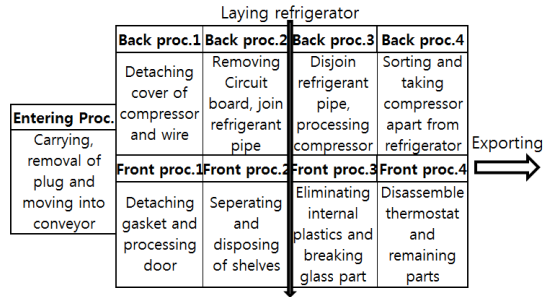 Laying refrigerator
Back proc.1
Back proc.2
Back proc.3
Back proc.4
Detaching
cover of
compressor
and wire
Removing
Circuit
board, join
refrigerant
pipe
Disjoin
refrigerant
pipe,
processing
compressor
Sorting and
taking
compressor
apart from
refrigerator
Entering Proc.
Carrying,
removal of
plug and
moving into
conveyor
Exporting
Front proc.1
Front proc.2
Front proc.3
Front proc.4
Detaching
gasket and
processing
door
Seperating
and
disposing
of shelves
Eliminating
internal
plastics and
breaking
glass part
Disassemble
thermostat
and
remaining
parts